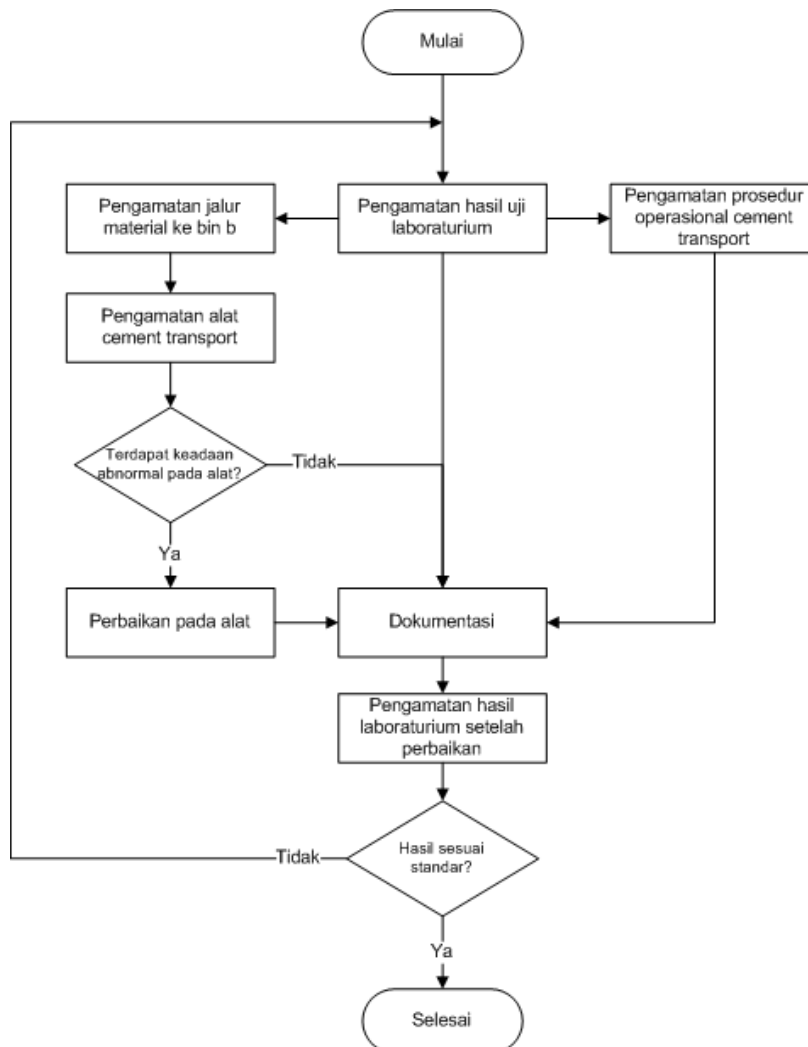 Mulai
Pengamatan jalur
material ke bin b
Pengamatan hasil uji
laboraturium
Pengamatan prosedur
operasional cement
transport
Pengamatan alat
cement transport
Terdapat keadaan
abnormal pada alat?
Tidak
Ya
Perbaikan pada alat
Dokumentasi
Pengamatan hasil
laboraturium setelah
perbaikan
Hasil sesuai
standar?
Tidak
Ya
Selesai